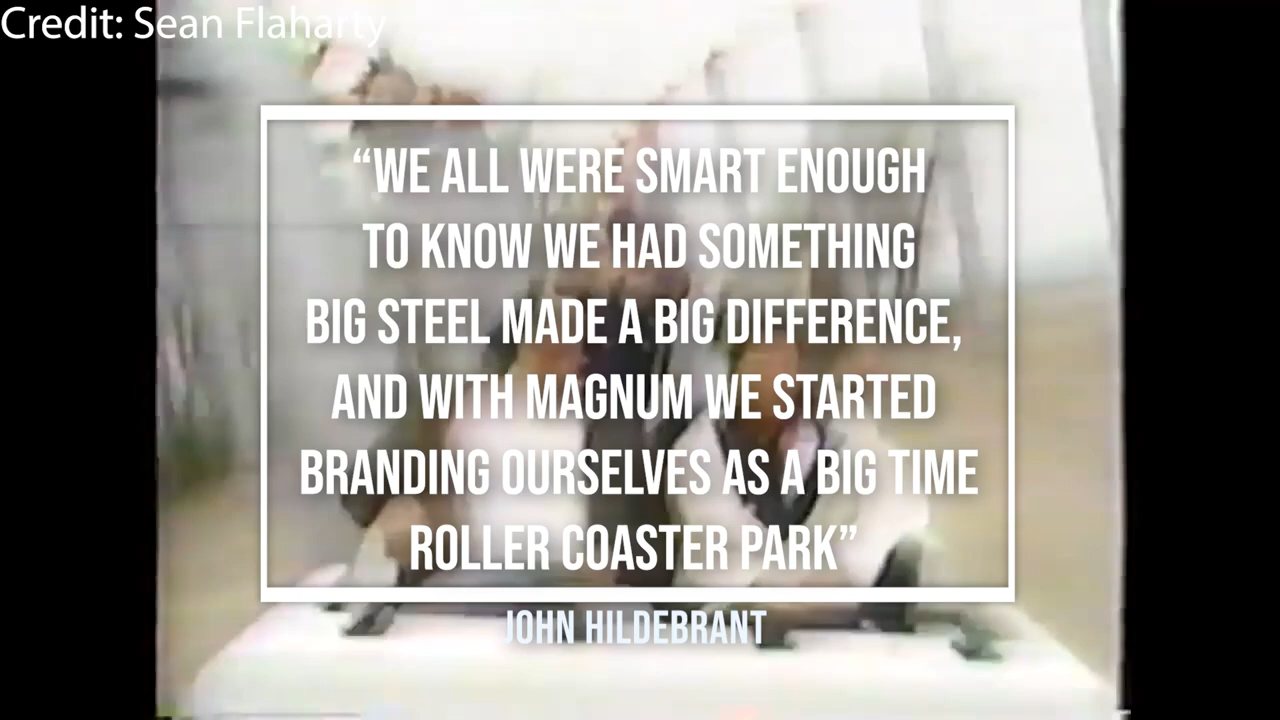 Credit: Sean Flaharty
“WE ALL WERE SMART ENOUGH
TO KNOW WE HAD SOMETHING
BIG STEEL MADE A BIG DIFFERENCE,
AND WITH MAGNUM WE STARTED
BRANDING OURSELVES AS A BIG TIME
ROLLER COASTER PARK”
JOHN HILDEBRANT